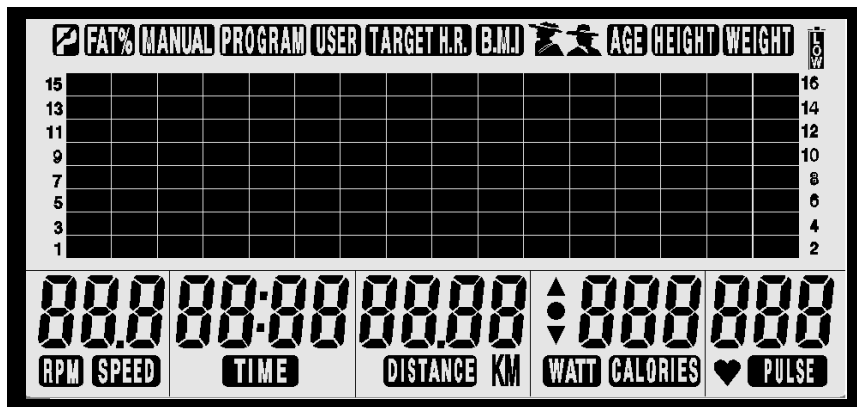 P FAT% MANUAL PROGRAM USER TARGET H.R. B.M.I AGE HEIGHT WEIGHT LOW
15 16
13 14
11 12
9 10
7 8
5 6
3 4
1 2
88.8 88:88 88.88 888 888
RPM SPEED TIME DISTANCE KM WATT CALORIES PULSE